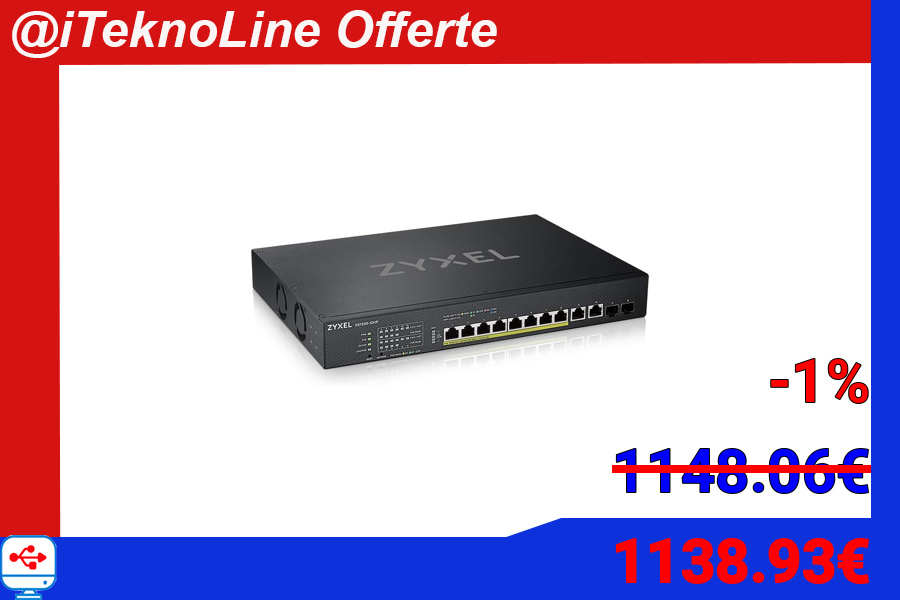 @iTeknoLine Offerte
ZYXEL
ZYXEL
-1%
1148.06€
1138.93€